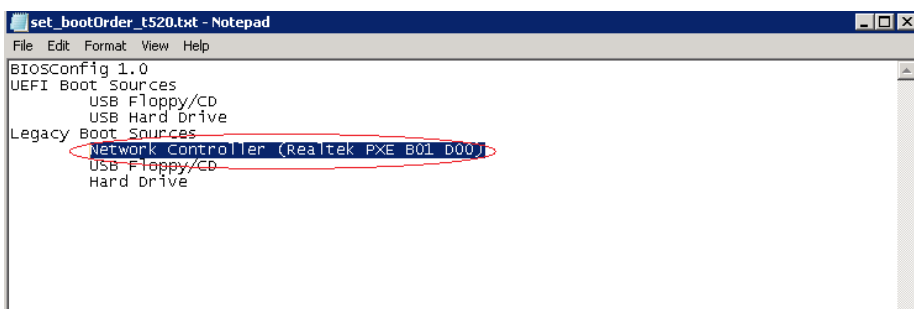 set_bootOrder_t520.txt - Notepad
File Edit Format View Help
BIOSConfig 1.0
UEFI Boot Sources
USB Floppy/CD
USB Hard Drive
Legacy Boot Sources
Network Controller (Realtek PXE B01 D00)
USB Floppy/CD
Hard Drive